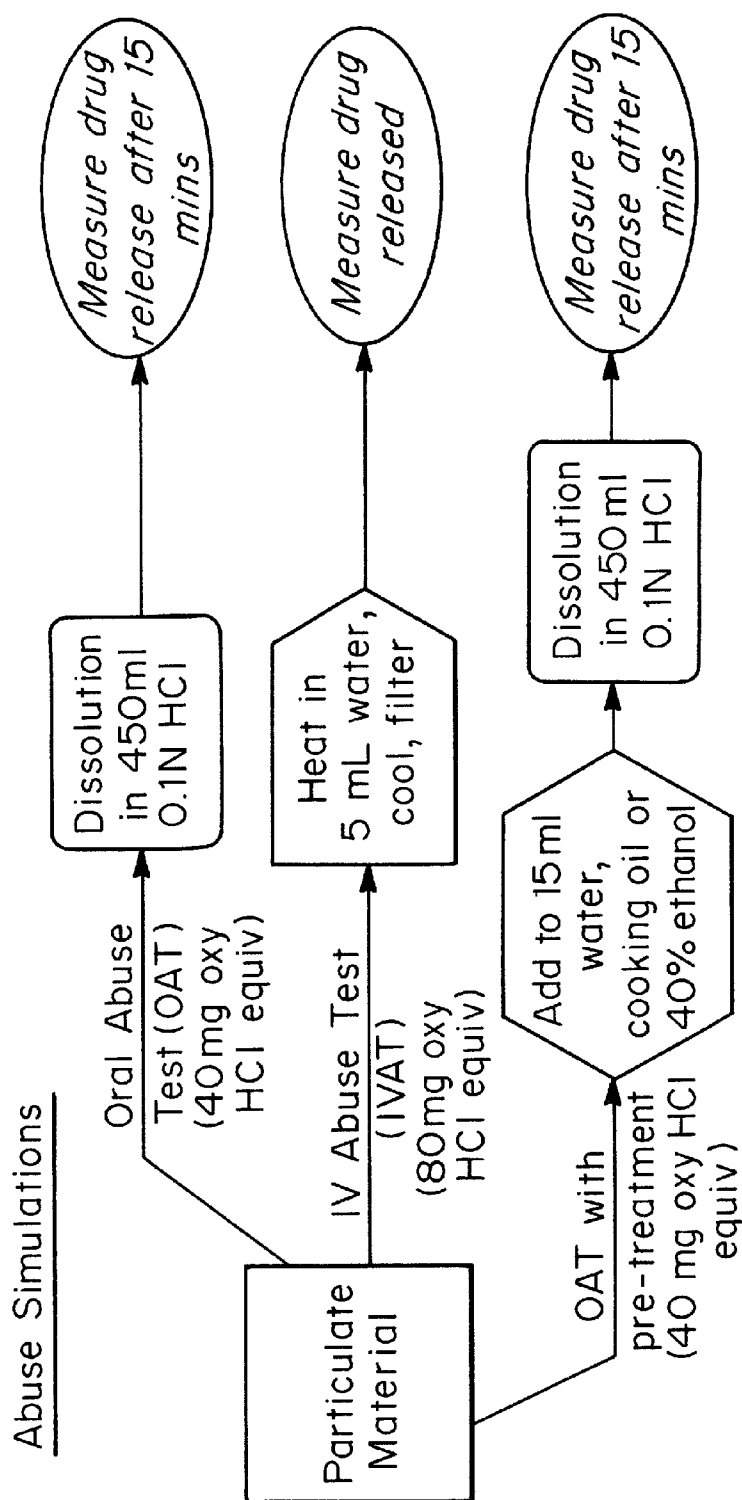 Abuse Simulations
Particulate
Material
Oral Abuse
Test (OAT)
(40mg oxy
HCl equiv)
Dissolution
in 450ml
0.1N HCl
Measure drug
release after 15
mins
IV Abuse Test
(IVAT)
(80mg oxy
HCl equiv)
Heat in
5 mL water,
cool, filter
Measure drug
released
OAT with
pre-treatment
(40 mg oxy HCl
equiv)
Add to 15ml
water,
cooking oil or
40% ethanol
Dissolution
in 450ml
0.1N HCl
Measure drug
release after 15
mins